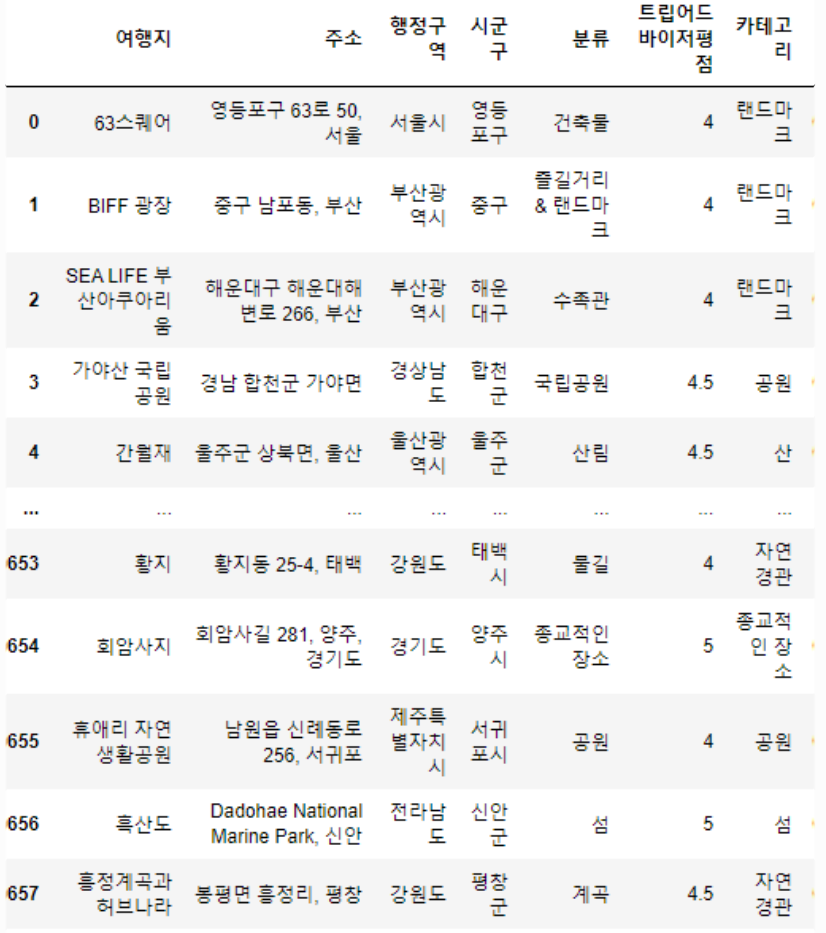 여행지 주소 행정구역 시군구 분류 트립어드바이저평점 카테고리
0 63스퀘어 영등포구 63로 50, 서울 서울시 영등포구 건축물 4 랜드마크
1 BIFF 광장 중구 남포동, 부산 부산광역시 중구 즐길거리 & 랜드마크 4 랜드마크
2 SEA LIFE 부산아쿠아리움 해운대구 해운대해변로 266, 부산 부산광역시 해운대구 수족관 4 랜드마크
3 가야산 국립공원 경남 합천군 가야면 경상남도 합천군 국립공원 4.5 공원
4 간월재 울주군 상북면, 울산 울산광역시 울주군 산림 4.5 산
... ... ... ... ... ... ... ...
653 황지 황지동 25-4, 태백 강원도 태백시 물길 4 자연경관
654 회암사지 회암사길 281, 양주, 경기도 경기도 양주시 종교적인 장소 5 종교적인 장소
655 휴애리 자연생활공원 남원읍 신례동로 256, 서귀포 제주특별자치시 서귀포시 공원 4 공원
656 흑산도 Dadohae National Marine Park, 신안 전라남도 신안군 섬 5 섬
657 흥정계곡과 허브나라 봉평면 흥정리, 평창 강원도 평창군 계곡 4.5 자연경관